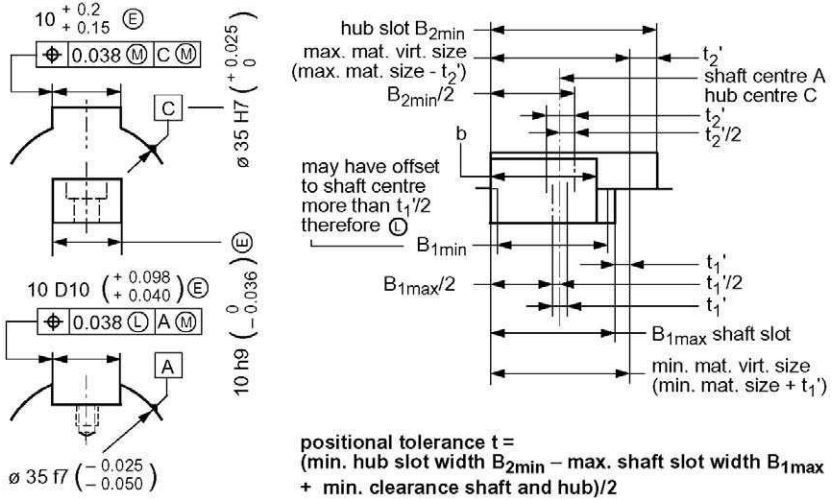 10 + 0.2 + 0.15 Ⓔ
⌖ 0.038 Ⓜ C Ⓜ
C
ø 35 H7 ( + 0.025 0 )
Ⓔ
10 h9 ( 0 − 0.036 )
10 D10 ( + 0.098 + 0.040 ) Ⓔ
⌖ 0.038 Ⓛ A Ⓜ
A
ø 35 f7 ( − 0.025 − 0.050 )
hub slot B2min
max. mat. virt. size
(max. mat. size - t2')
t2'
shaft centre A
hub centre C
B2min/2
t2'
t2'/2
b
may have offset
to shaft centre
more than t1'/2
therefore Ⓛ
B1min
t1'
B1max/2
t1'/2
t1'
B1max shaft slot
min. mat. virt. size
(min. mat. size + t1')
positional tolerance t =
(min. hub slot width B2min – max. shaft slot width B1max
+ min. clearance shaft and hub)/2